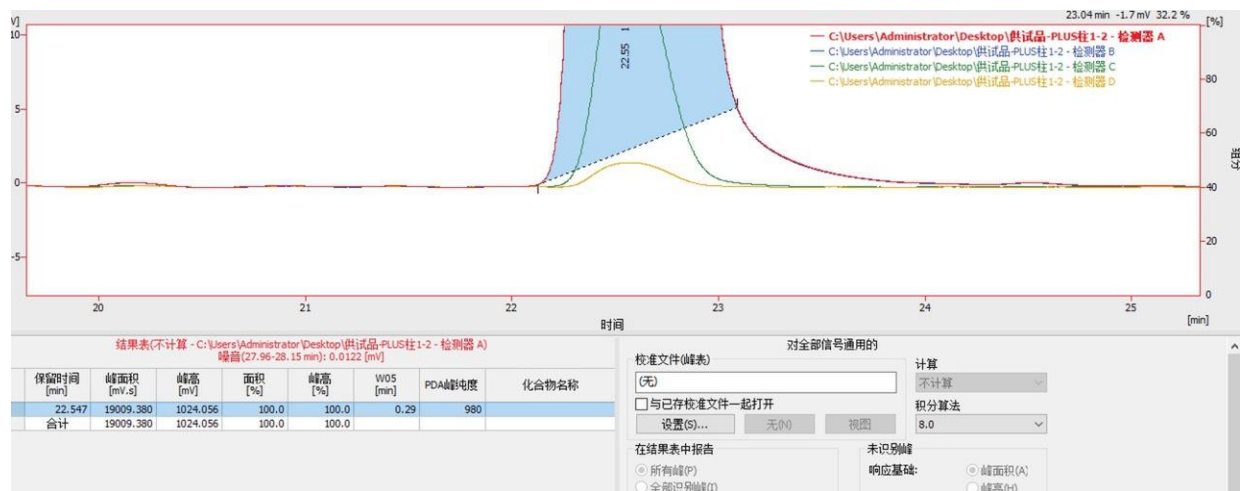 23.04 min -1.7 mV 32.2 %
V]
[%]
C:\Users\Administrator\Desktop\供试品-PLUS柱1-2 - 检测器 A
C:\Users\Administrator\Desktop\供试品-PLUS柱1-2 - 检测器 B
C:\Users\Administrator\Desktop\供试品-PLUS柱1-2 - 检测器 C
C:\Users\Administrator\Desktop\供试品-PLUS柱1-2 - 检测器 D
22.55 1
10
5
0
-5
80
60
40
20
0
组分
20 21 22 23 24 25
时间
[min]
结果表(不计算 - C:\Users\Administrator\Desktop\供试品-PLUS柱1-2 - 检测器 A)
噪音(27.96-28.15 min): 0.0122 [mV]
保留时间 [min] 峰面积 [mV.s] 峰高 [mV] 面积 [%] 峰高 [%] W05 [min] PDA峰纯度 化合物名称
22.547 19009.380 1024.056 100.0 100.0 0.29 980
合计 19009.380 1024.056 100.0 100.0
对全部信号通用的
校准文件(峰表)
(无)
与已存校准文件一起打开
设置(S)... 无(N) 视图
计算
不计算
积分算法
8.0
在结果表中报告
所有峰(P)
全部识别峰(I)
未识别峰
响应基础:
峰面积(A)
峰高(H)